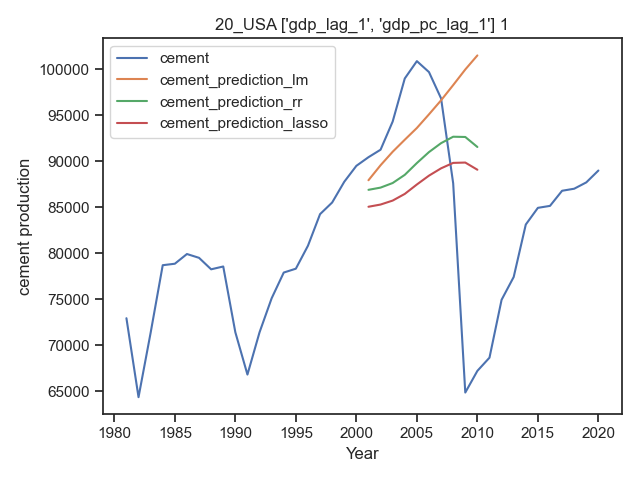 20_USA ['gdp_lag_1', 'gdp_pc_lag_1'] 1
cement
cement_prediction_lm
cement_prediction_rr
cement_prediction_lasso
100000
95000
90000
85000
80000
75000
70000
65000
cement production
1980 1985 1990 1995 2000 2005 2010 2015 2020
Year